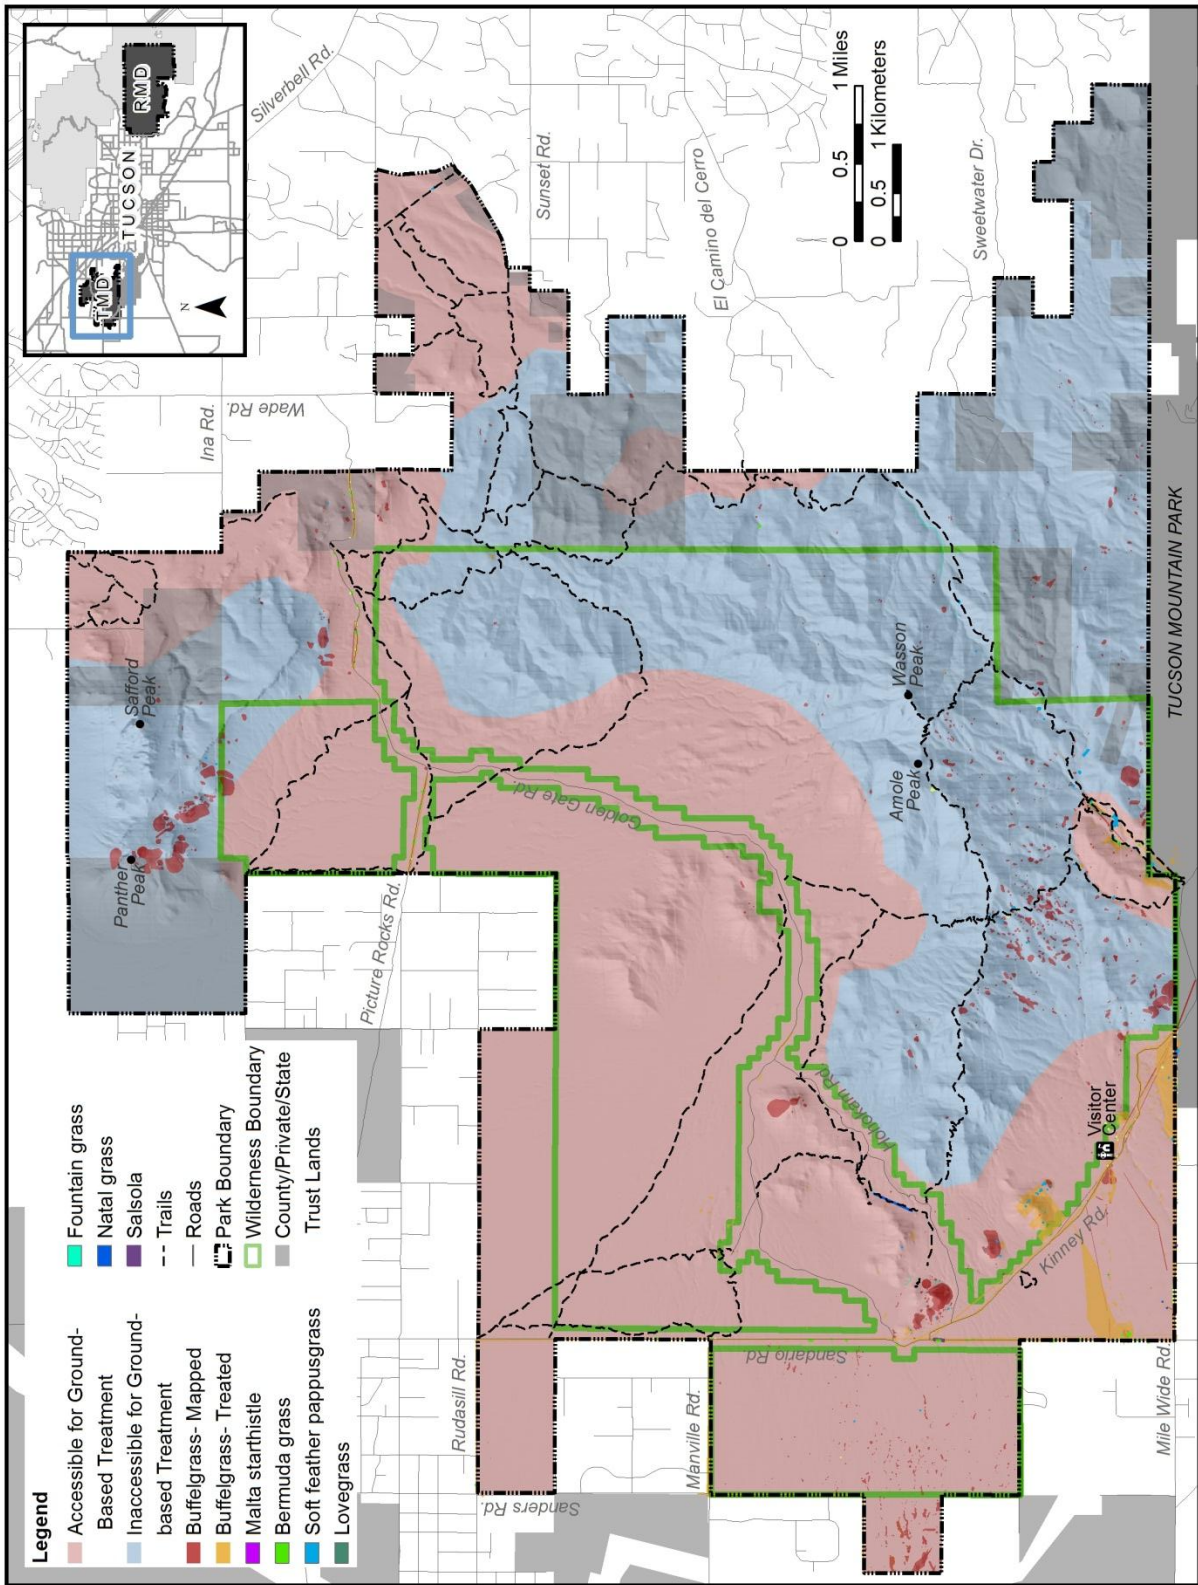 Legend
Accessible for Ground-
Based Treatment
Inaccessible for Ground-
based Treatment
Buffelgrass- Mapped
Buffelgrass- Treated
Malta starthistle
Bermuda grass
Soft feather pappusgrass
Lovegrass
Fountain grass
Natal grass
Salsola
Trails
Roads
Park Boundary
Wilderness Boundary
County/Private/State
Trust Lands
TMD
TUCSON
RMD
N
Silverbell Rd.
Ina Rd.
Wade Rd.
Sunset Rd.
El Camino del Cerro
Sweetwater Dr.
0 0.5 1 Miles
0 0.5 1 Kilometers
Panther
Peak
Safford
Peak
Picture Rocks Rd.
Golden Gate Rd.
Rudasill Rd.
Sanders Rd.
Manville Rd.
Sandario Rd.
Hohokam Rd.
Amole
Peak
Wasson
Peak
Kinney Rd.
Visitor
Center
Mile Wide Rd.
TUCSON MOUNTAIN PARK